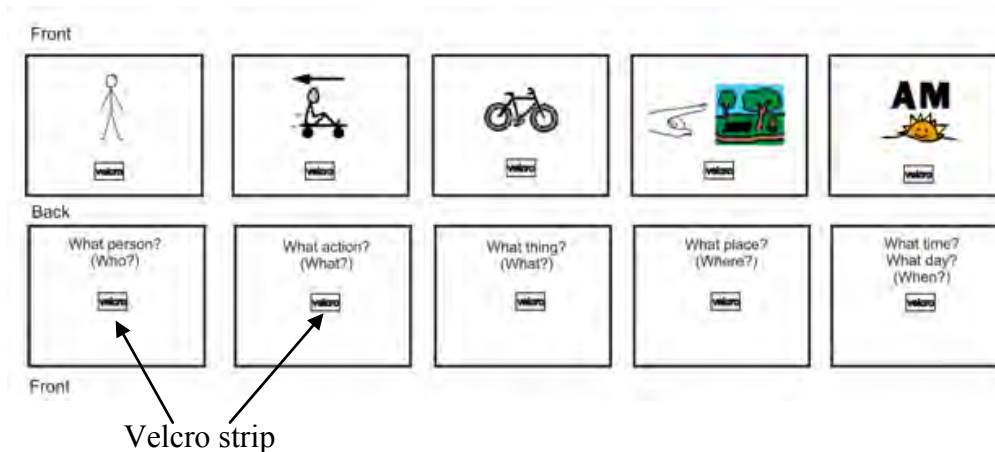 Front
AM
velcro velcro velcro velcro velcro
Back
What person? What action? What thing? What place? What time?
(Who?) (What?) (What?) (Where?) What day?
(When?)
velcro velcro velcro velcro velcro
Front
Velcro strip